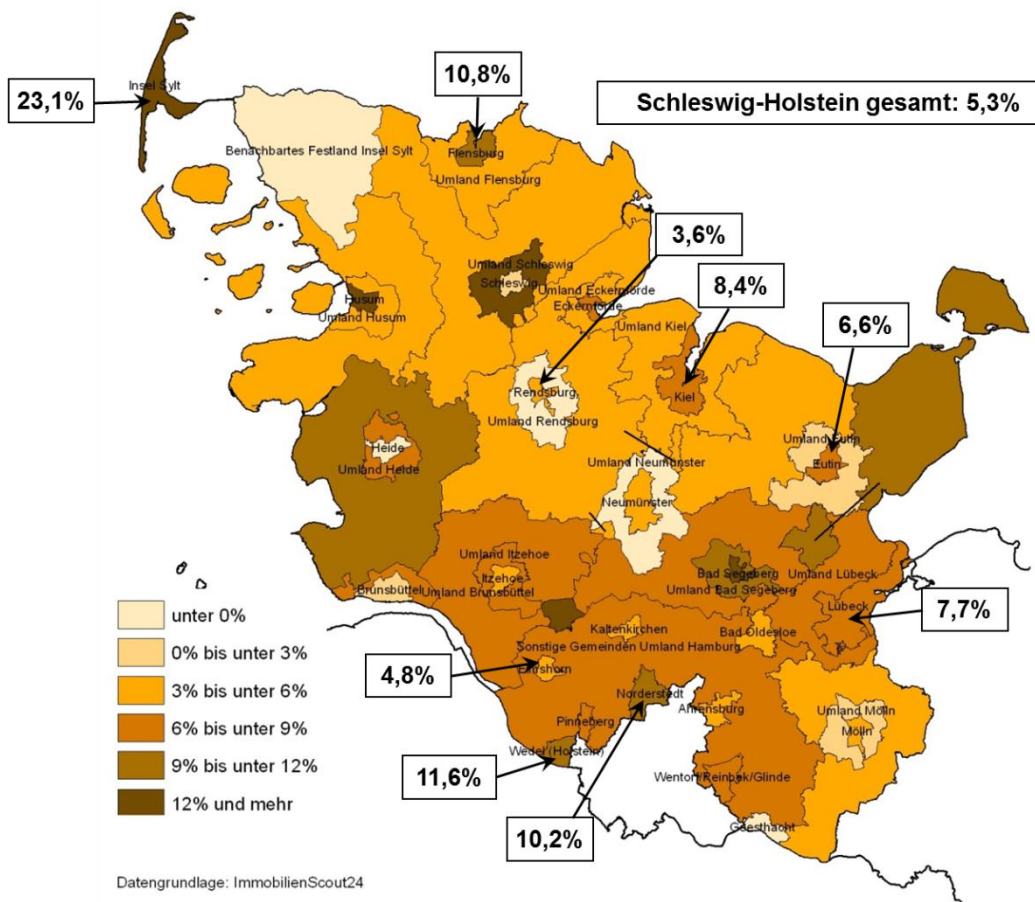 Insel Sylt
23,1%
10,8%
Schleswig-Holstein gesamt: 5,3%
Benachbartes Festland Insel Sylt
Flensburg
Umland Flensburg
3,6%
Umland Schleswig
Schleswig
8,4%
Umland Eckernförde
Eckernförde
Husum
Umland Husum
Umland Kiel
6,6%
Rendsburg
Kiel
Umland Rendsburg
Umland Eutin
Eutin
Heide
Umland Heide
Umland Neumünster
Neumünster
Umland Itzehoe
Itzehoe
Brunsbüttel
Umland Brunsbüttel
Bad Segeberg
Umland Bad Segeberg
Umland Lübeck
Lübeck
7,7%
Kaltenkirchen
Bad Oldesloe
Sonstige Gemeinden Umland Hamburg
4,8%
Elmshorn
Norderstedt
Ahrensburg
Umland Mölln
Mölln
Pinneberg
Wedel (Holstein)
11,6%
Wentorf/Reinbek/Glinde
10,2%
Geesthacht
unter 0%
0% bis unter 3%
3% bis unter 6%
6% bis unter 9%
9% bis unter 12%
12% und mehr
Datengrundlage: ImmobilienScout24